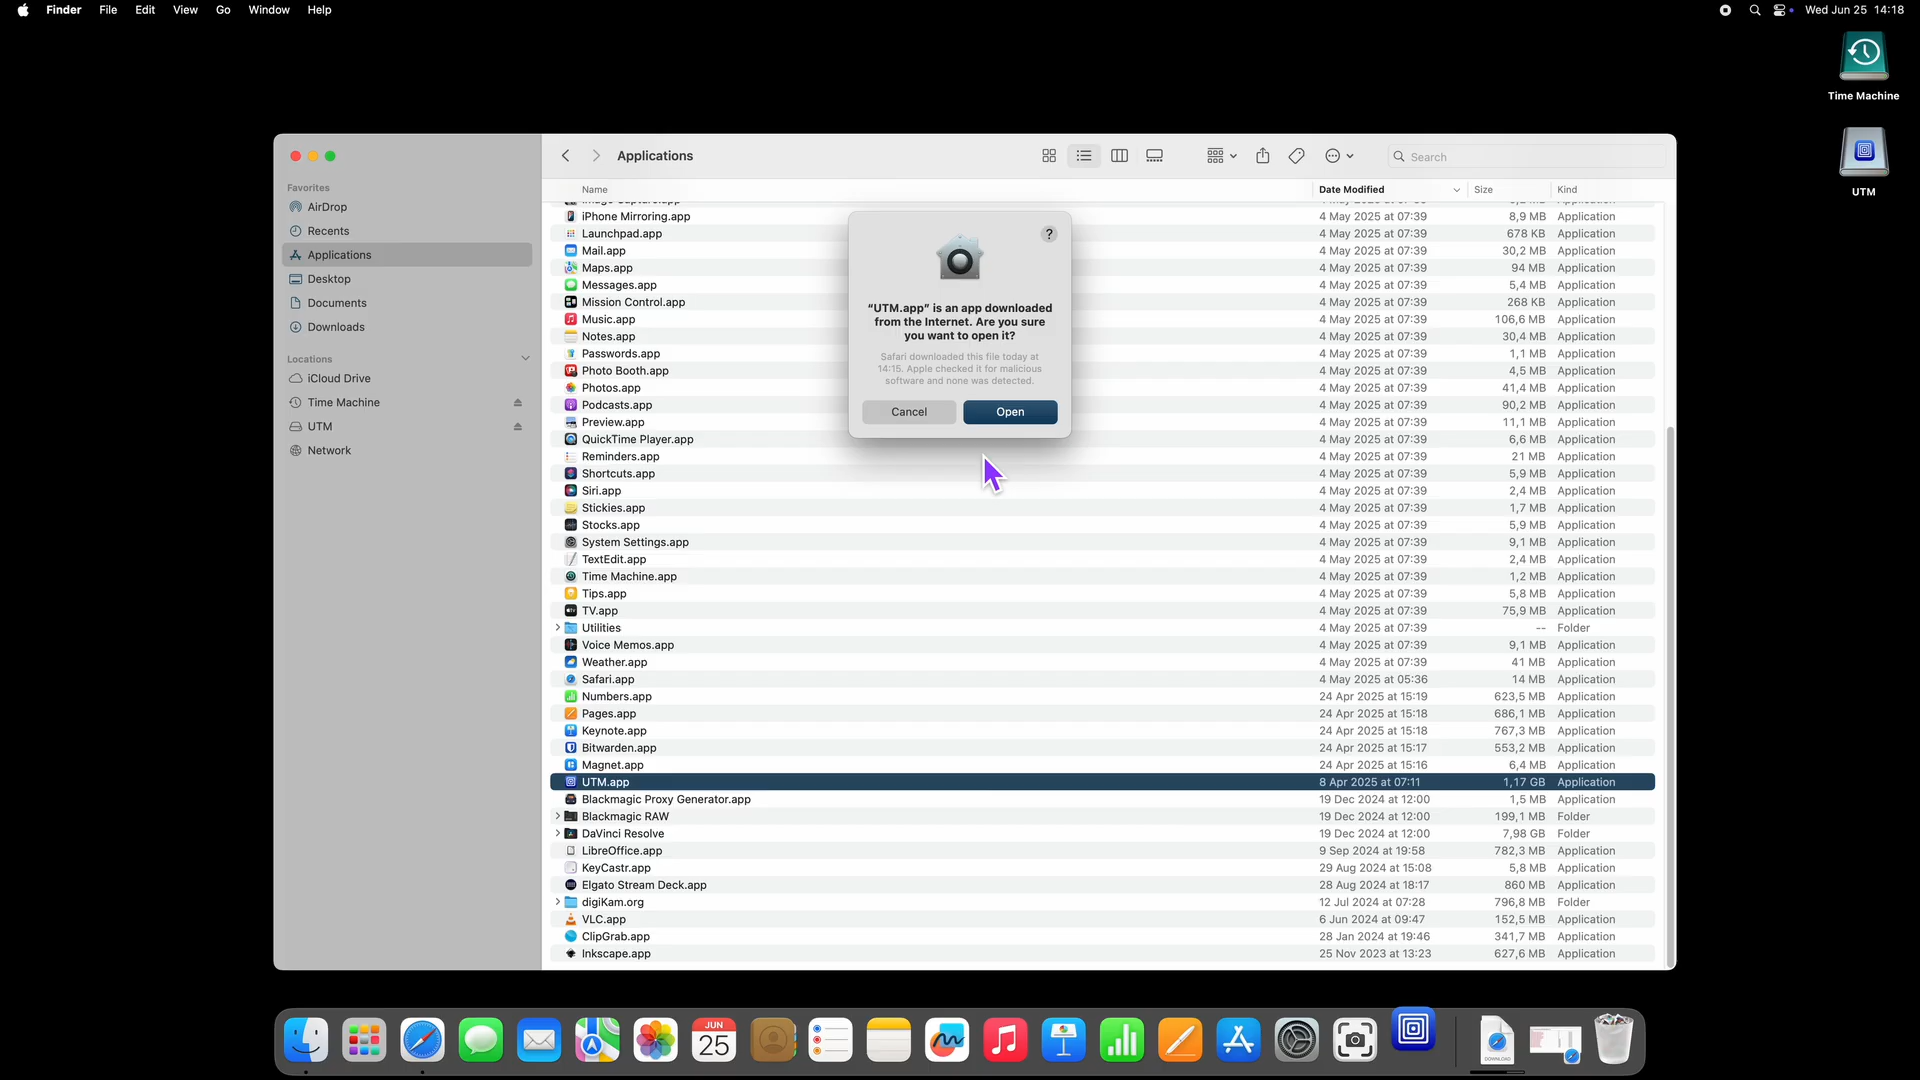 Finder File Edit View Go Window Help
Wed Jun 25 14:18
Time Machine
UTM
Applications
Search
Favorites
AirDrop
Recents
Applications
Desktop
Documents
Downloads
Locations
iCloud Drive
Time Machine
UTM
Network
Name Date Modified Size Kind
iPhone Mirroring.app 4 May 2025 at 07:39 8,9 MB Application
Launchpad.app 4 May 2025 at 07:39 678 KB Application
Mail.app 4 May 2025 at 07:39 30,2 MB Application
Maps.app 4 May 2025 at 07:39 94 MB Application
Messages.app 4 May 2025 at 07:39 5,4 MB Application
Mission Control.app 4 May 2025 at 07:39 268 KB Application
Music.app 4 May 2025 at 07:39 106,6 MB Application
Notes.app 4 May 2025 at 07:39 30,4 MB Application
Passwords.app 4 May 2025 at 07:39 1,1 MB Application
Photo Booth.app 4 May 2025 at 07:39 4,5 MB Application
Photos.app 4 May 2025 at 07:39 41,4 MB Application
Podcasts.app 4 May 2025 at 07:39 90,2 MB Application
Preview.app 4 May 2025 at 07:39 11,1 MB Application
QuickTime Player.app 4 May 2025 at 07:39 6,6 MB Application
Reminders.app 4 May 2025 at 07:39 21 MB Application
Shortcuts.app 4 May 2025 at 07:39 5,9 MB Application
Siri.app 4 May 2025 at 07:39 2,4 MB Application
Stickies.app 4 May 2025 at 07:39 1,7 MB Application
Stocks.app 4 May 2025 at 07:39 5,9 MB Application
System Settings.app 4 May 2025 at 07:39 9,1 MB Application
TextEdit.app 4 May 2025 at 07:39 2,4 MB Application
Time Machine.app 4 May 2025 at 07:39 1,2 MB Application
Tips.app 4 May 2025 at 07:39 5,8 MB Application
TV.app 4 May 2025 at 07:39 75,9 MB Application
Utilities 4 May 2025 at 07:39 -- Folder
Voice Memos.app 4 May 2025 at 07:39 9,1 MB Application
Weather.app 4 May 2025 at 07:39 41 MB Application
Safari.app 4 May 2025 at 05:36 14 MB Application
Numbers.app 24 Apr 2025 at 15:19 623,5 MB Application
Pages.app 24 Apr 2025 at 15:18 686,1 MB Application
Keynote.app 24 Apr 2025 at 15:18 767,3 MB Application
Bitwarden.app 24 Apr 2025 at 15:17 553,2 MB Application
Magnet.app 24 Apr 2025 at 15:16 6,4 MB Application
UTM.app 8 Apr 2025 at 07:11 1,17 GB Application
Blackmagic Proxy Generator.app 19 Dec 2024 at 12:00 1,5 MB Application
Blackmagic RAW 19 Dec 2024 at 12:00 199,1 MB Folder
DaVinci Resolve 19 Dec 2024 at 12:00 7,98 GB Folder
LibreOffice.app 9 Sep 2024 at 19:58 782,3 MB Application
KeyCastr.app 29 Aug 2024 at 15:08 5,8 MB Application
Elgato Stream Deck.app 28 Aug 2024 at 18:17 860 MB Application
digiKam.org 12 Jul 2024 at 07:28 796,8 MB Folder
VLC.app 6 Jun 2024 at 09:47 152,5 MB Application
ClipGrab.app 28 Jan 2024 at 19:46 341,7 MB Application
Inkscape.app 25 Nov 2023 at 13:23 627,6 MB Application
?
“UTM.app” is an app downloaded
from the Internet. Are you sure
you want to open it?
Safari downloaded this file today at
14:15. Apple checked it for malicious
software and none was detected.
Cancel Open
JUN
25
DOWNLOAD